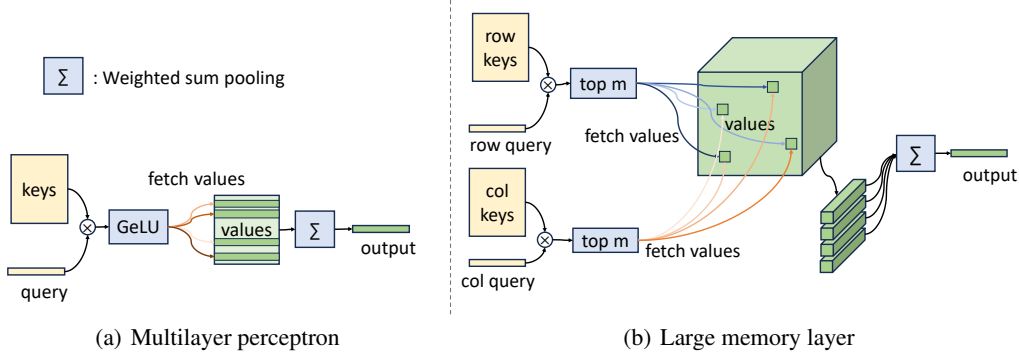 Σ : Weighted sum pooling
keys
query
GeLU
fetch values
values
Σ
output
(a) Multilayer perceptron
row
keys
row query
top m
fetch values
values
col
keys
col query
top m
fetch values
Σ
output
(b) Large memory layer